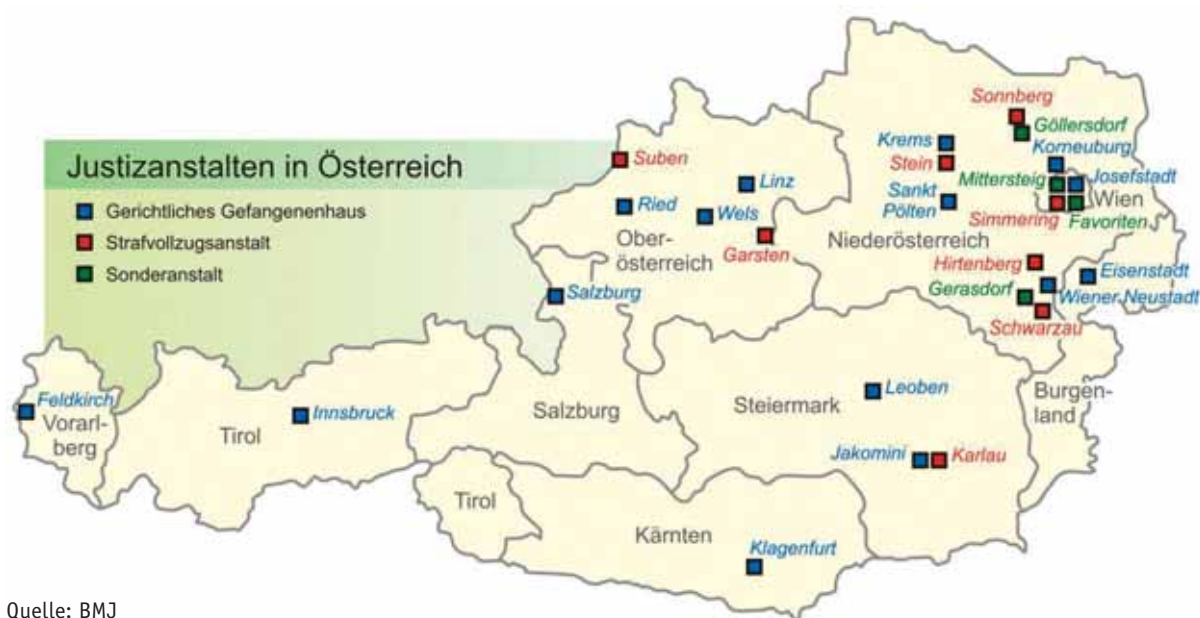 Justizanstalten in Österreich
Gerichtliches Gefangenenhaus
Strafvollzugsanstalt
Sonderanstalt
Sonnberg
Göllersdorf
Krems
Korneuburg
Stein
Mittersteig
Josefstadt
Wien
Sankt
Pölten
Simmering
Favoriten
Niederösterreich
Suben
Linz
Ried
Wels
Ober-
österreich
Garsten
Hirtenberg
Eisenstadt
Gerasdorf
Wiener Neustadt
Schwarzau
Salzburg
Feldkirch
Vorarl-
berg
Innsbruck
Tirol
Salzburg
Steiermark
Leoben
Burgen-
land
Jakomini
Karlau
Tirol
Kärnten
Klagenfurt
Quelle: BMJ